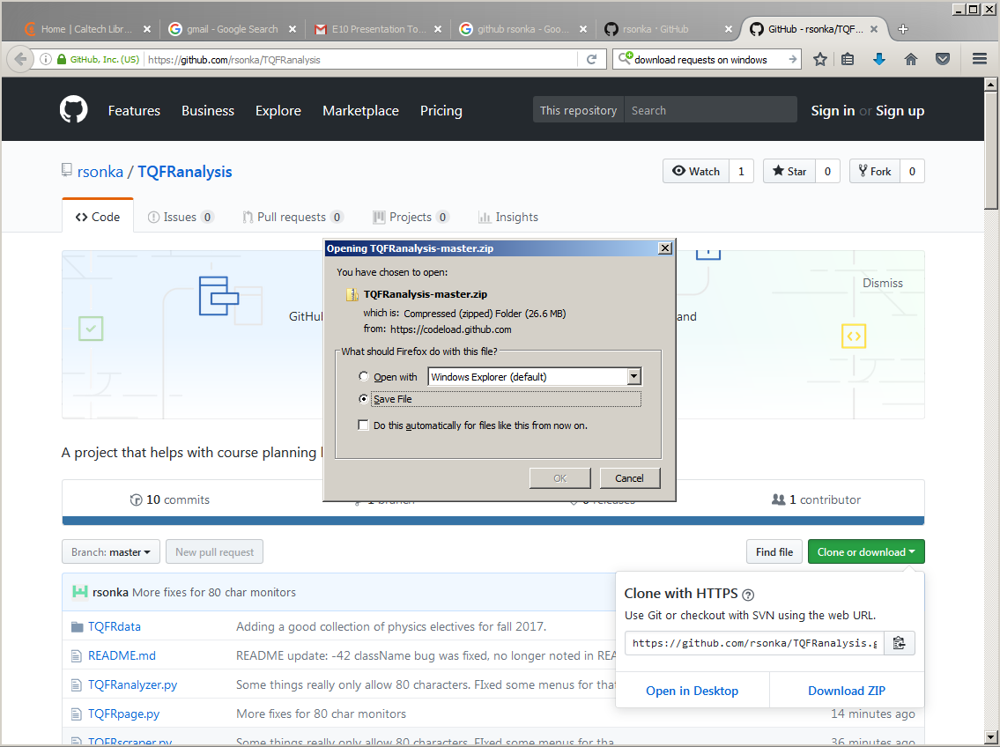 Home | Caltech Libr...
gmail - Google Search
E10 Presentation To...
github rsonka - Goo...
rsonka · GitHub
GitHub - rsonka/TQF...
GitHub, Inc. (US)
https://github.com/rsonka/TQFRanalysis
download requests on windows
Features
Business
Explore
Marketplace
Pricing
This repository
Search
Sign in or Sign up
rsonka / TQFRanalysis
Watch 1
Star 0
Fork 0
Code
Issues 0
Pull requests 0
Projects 0
Insights
Opening TQFRanalysis-master.zip
You have chosen to open:
TQFRanalysis-master.zip
which is: Compressed (zipped) Folder (26.6 MB)
from: https://codeload.github.com
What should Firefox do with this file?
Open with
Windows Explorer (default)
Save File
Do this automatically for files like this from now on.
OK
Cancel
Dismiss
GitHu
and
A project that helps with course planning
10 commits
1 branch
0 releases
1 contributor
Branch: master
New pull request
Find file
Clone or download
rsonka More fixes for 80 char monitors
Clone with HTTPS
Use Git or checkout with SVN using the web URL.
https://github.com/rsonka/TQFRanalysis.g
Open in Desktop
Download ZIP
TQFRdata
Adding a good collection of physics electives for fall 2017.
README.md
README update: -42 className bug was fixed, no longer noted in REA
TQFRanalyzer.py
Some things really only allow 80 characters. FIxed some menus for that
TQFRpage.py
More fixes for 80 char monitors
14 minutes ago
TQFRscraper.py
Some things really only allow 80 characters. FIxed some menus for tha
36 minutes ago